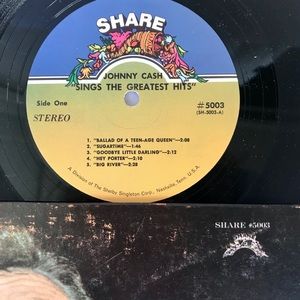 SHARE
JOHNNY CASH
"SINGS THE GREATEST HITS"
Side One
#5003
(SH-5003-A)
STEREO
1. "BALLAD OF A TEEN-AGE QUEEN"—2:08
2. "SUGARTIME"—1:46
3. "GOODBYE LITTLE DARLING"—2:12
4. "HEY PORTER"—2:10
5. "BIG RIVER"—2:28
A Division of The Shelby Singleton Corp., Nashville, Tenn. U.S.A.
SHARE #5003